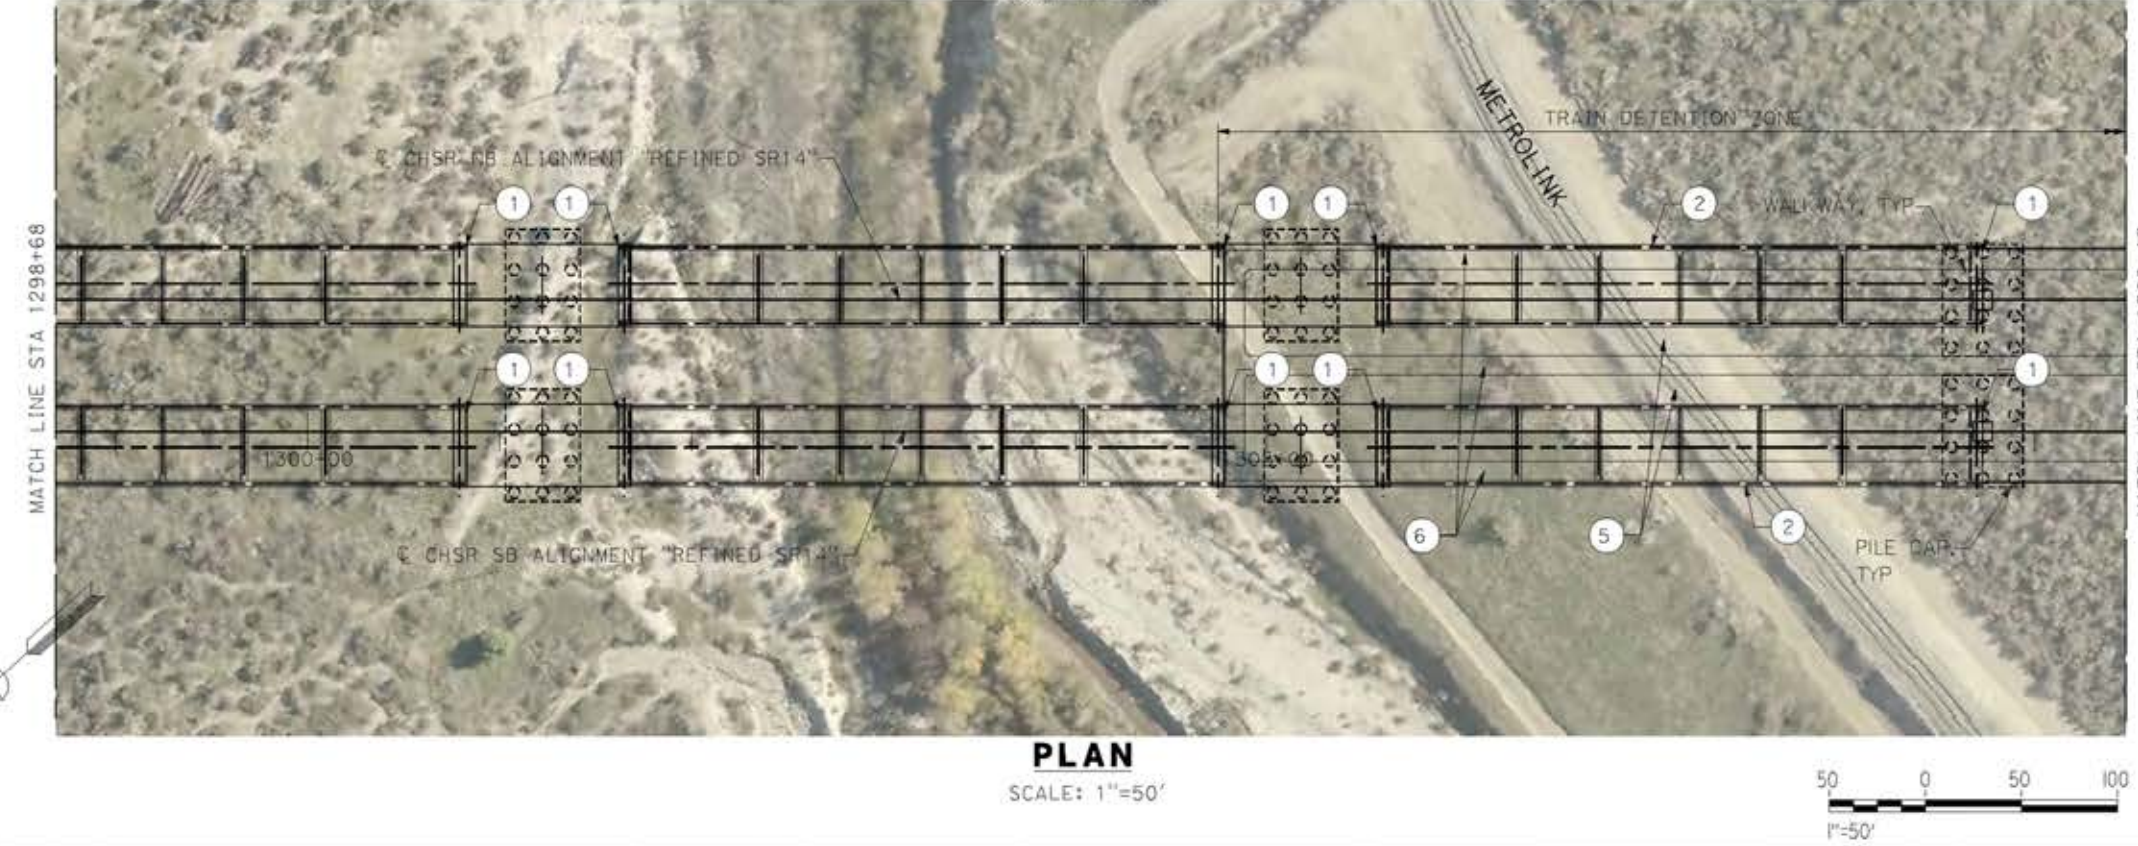 METROLINK
TRAIN DETENTION ZONE
℄ CHSR NB ALIGNMENT "REFINED SR14"
1 1 1 1 2 WALKWAY, TYP 1
MATCH LINE STA 1298+68
1 1 1 1 1
1300+00
6 5 2
℄ CHSR SB ALIGNMENT "REFINED SR14"
PILE CAP,
TYP
PLAN
SCALE: 1"=50'
50 0 50 100
1"=50'